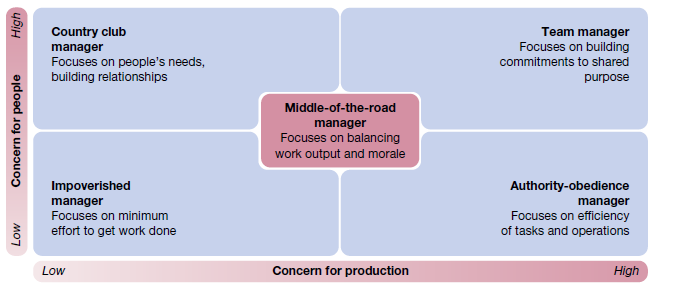 High
Concern for people
Low
Country club
manager
Focuses on people's needs,
building relationships
Team manager
Focuses on building
commitments to shared
purpose
Middle-of-the-road
manager
Focuses on balancing
work output and morale
Impoverished
manager
Focuses on minimum
effort to get work done
Authority-obedience
manager
Focuses on efficiency
of tasks and operations
Low
Concern for production
High